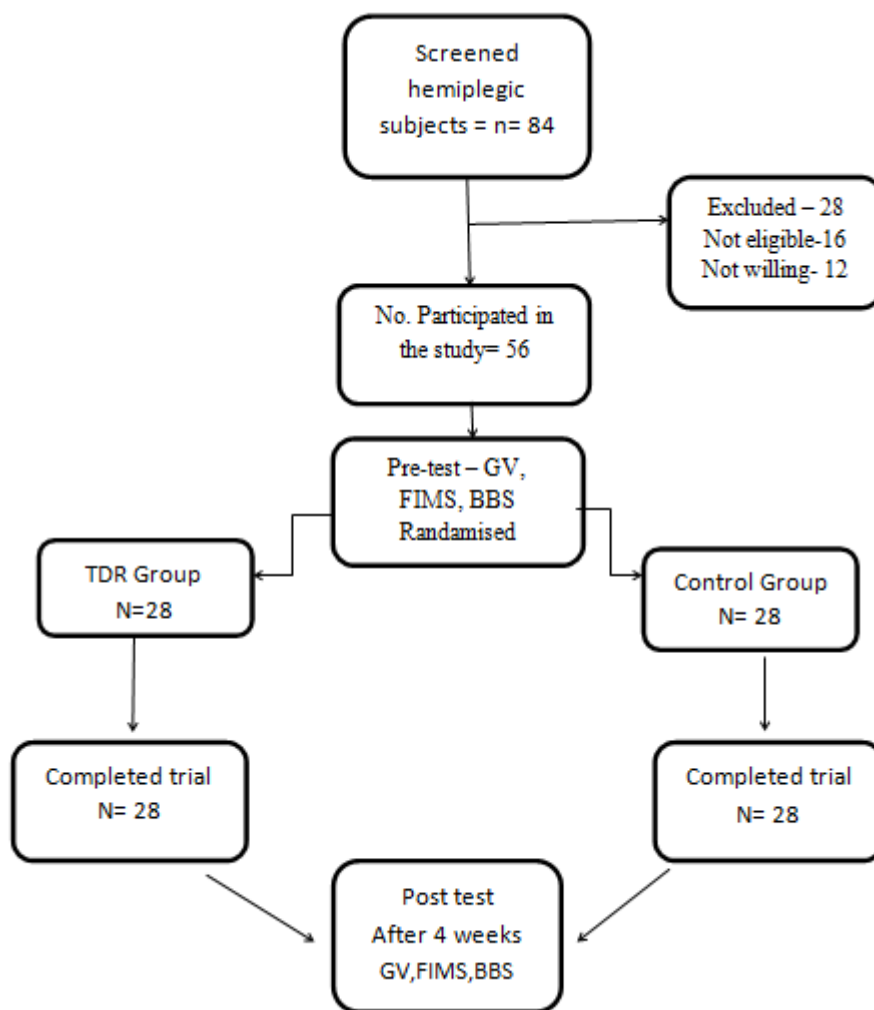 Screened
hemiplegic
subjects = n= 84
Excluded – 28
Not eligible-16
Not willing- 12
No. Participated in
the study= 56
Pre-test – GV,
FIMS, BBS
Randamised
TDR Group
N=28
Control Group
N= 28
Completed trial
N= 28
Completed trial
N= 28
Post test
After 4 weeks
GV,FIMS,BBS